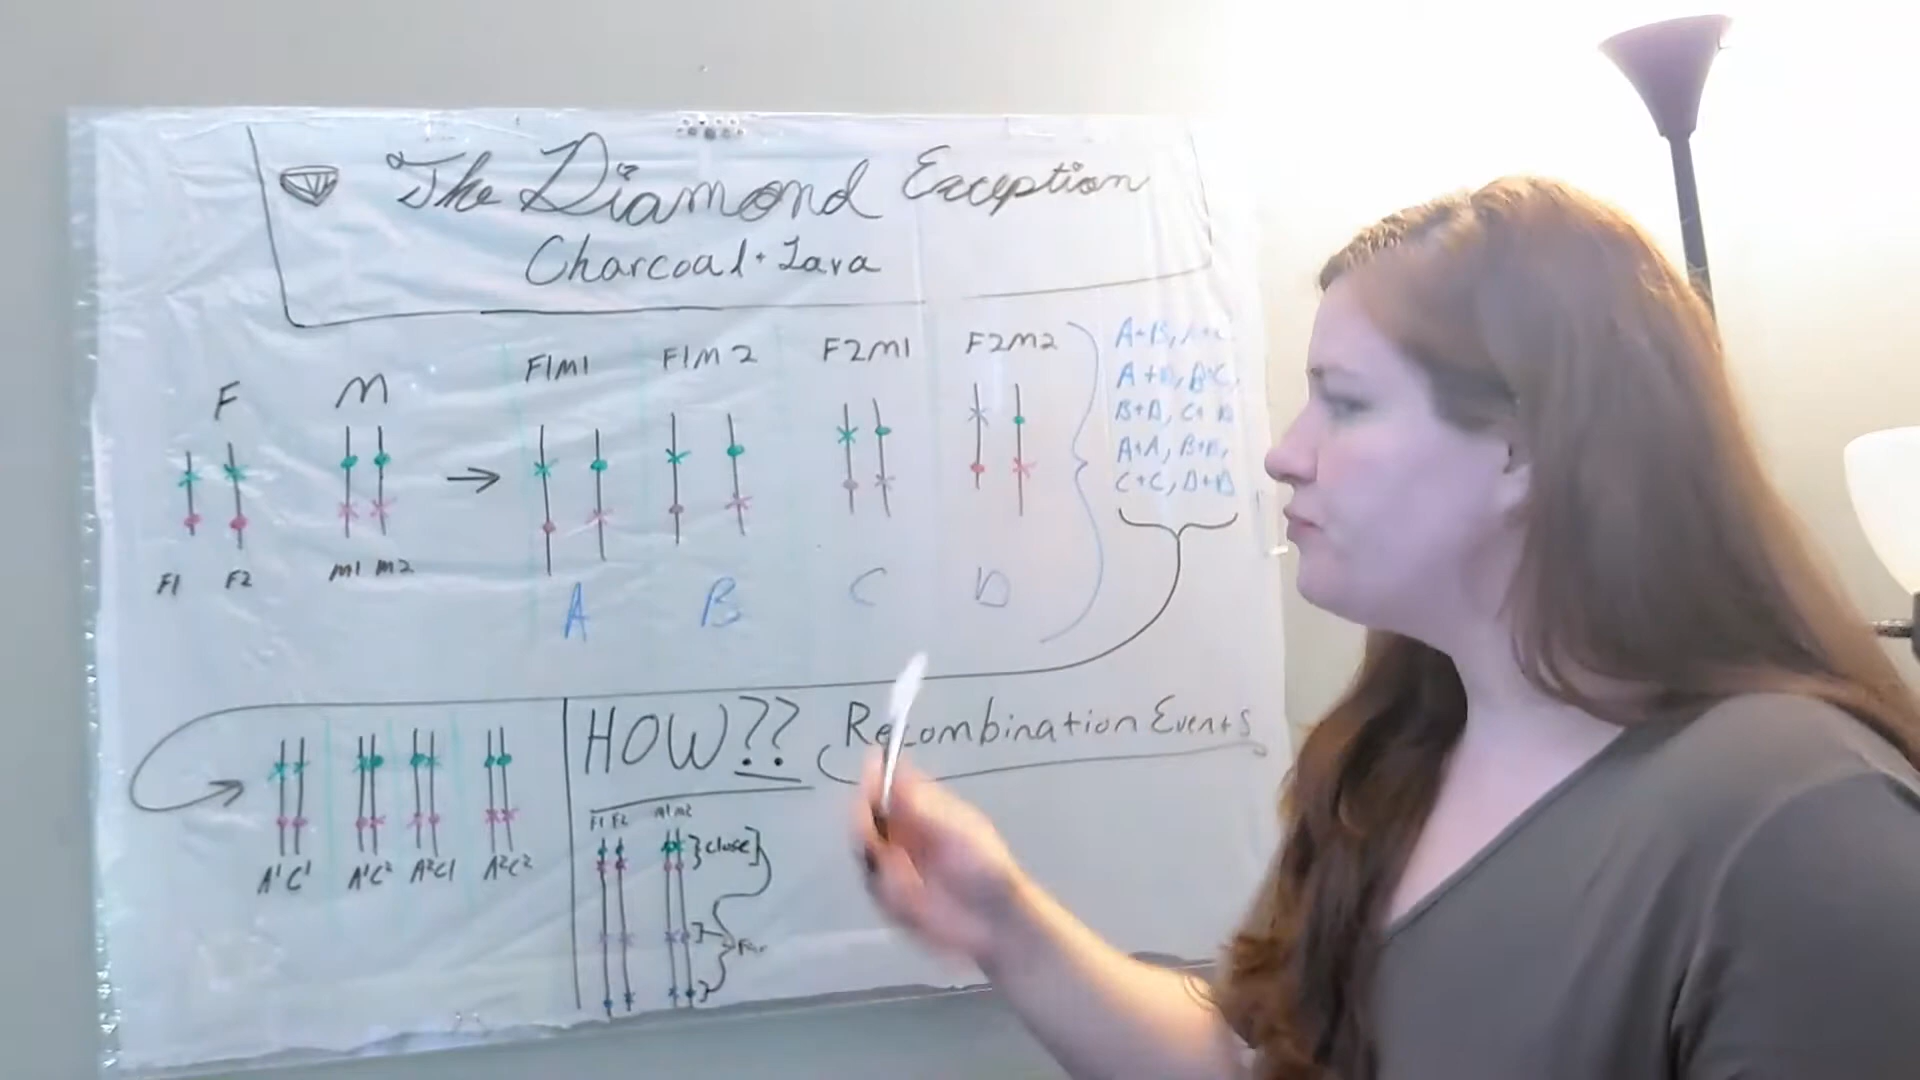 The Diamond Exception
Charcoal + Lava
F M F1M1 F1M2 F2M1 F2M2
F1 F2 M1 M2
A B C D
A+B, A+C
A+D, B+C,
B+D, C+D
A+A, B+B,
C+C, D+D
HOW?? Recombination Events
F1 F2 M1 M2
}close}
Far
A¹C¹ A¹C² A²C1 A²C²